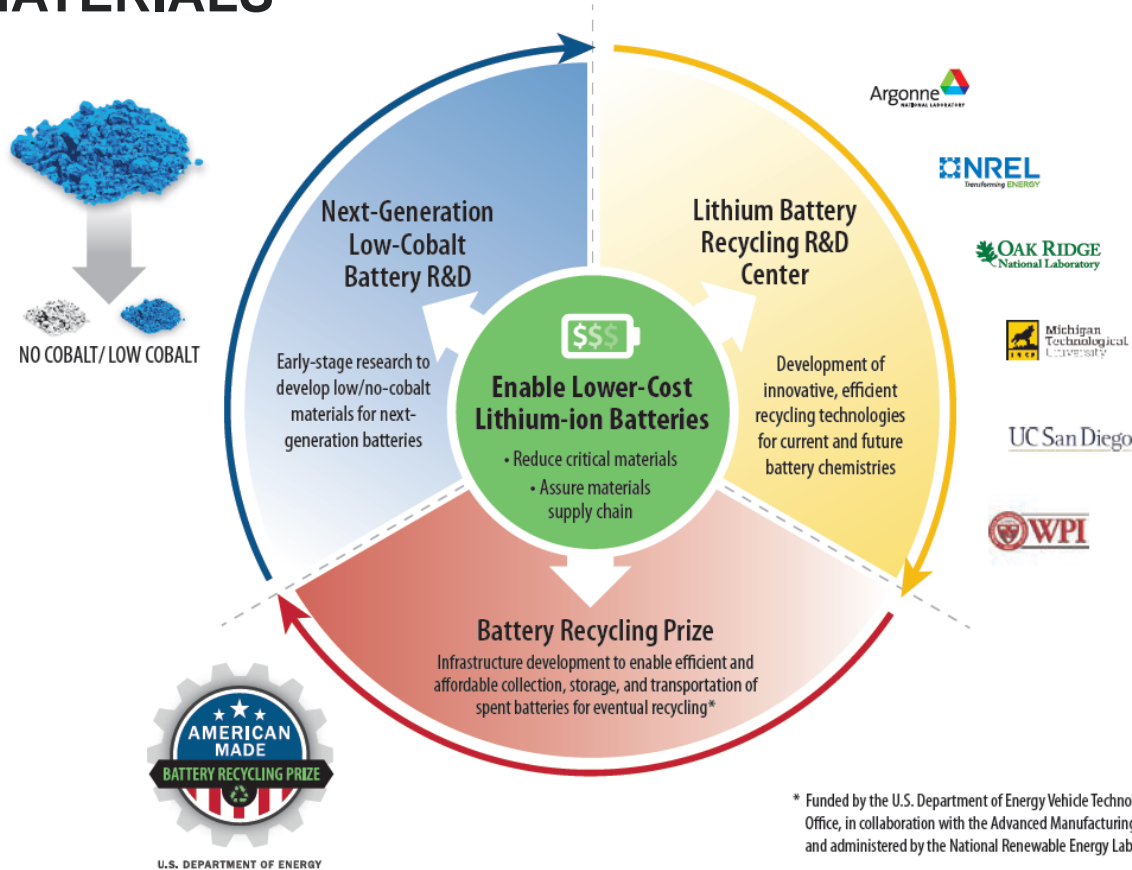 MATERIALS
Argonne
NATIONAL LABORATORY
NREL
Transforming ENERGY
OAK RIDGE
National Laboratory
Michigan
Technological
University
UC San Diego
WPI
NO COBALT/ LOW COBALT
Next-Generation
Low-Cobalt
Battery R&D
Early-stage research to
develop low/no-cobalt
materials for next-
generation batteries
Lithium Battery
Recycling R&D
Center
Development of
innovative, efficient
recycling technologies
for current and future
battery chemistries
$$$
Enable Lower-Cost
Lithium-ion Batteries
• Reduce critical materials
• Assure materials
supply chain
Battery Recycling Prize
Infrastructure development to enable efficient and
affordable collection, storage, and transportation of
spent batteries for eventual recycling*
AMERICAN
MADE
BATTERY RECYCLING PRIZE
U.S. DEPARTMENT OF ENERGY
* Funded by the U.S. Department of Energy Vehicle Technolo
Office, in collaboration with the Advanced Manufacturing
and administered by the National Renewable Energy Lab